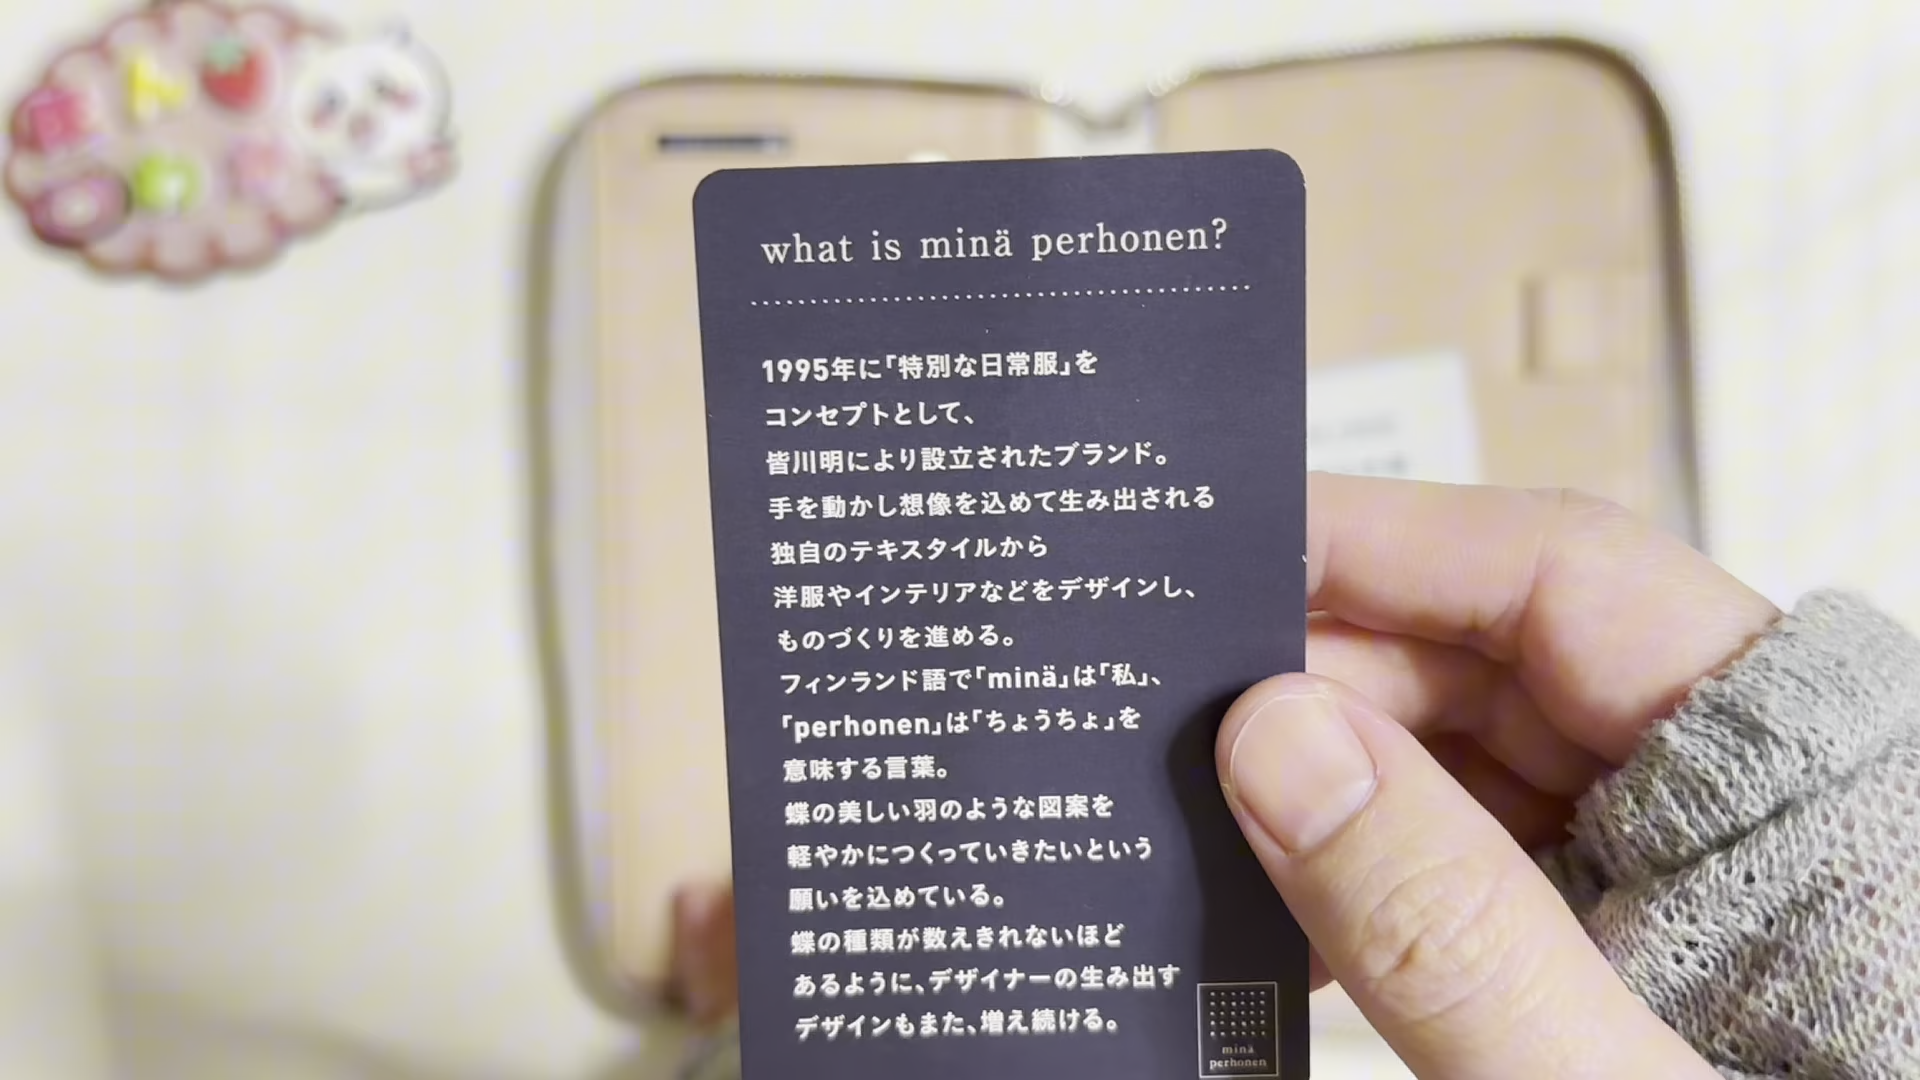 what is minä perhonen?
1995年に「特別な日常服」を
コンセプトとして、
皆川明により設立されたブランド。
手を動かし想像を込めて生み出される
独自のテキスタイルから
洋服やインテリアなどをデザインし、
ものづくりを進める。
フィンランド語で「minä」は「私」、
「perhonen」は「ちょうちょ」を
意味する言葉。
蝶の美しい羽のような図案を
軽やかにつくっていきたいという
願いを込めている。
蝶の種類が数えきれないほど
あるように、デザイナーの生み出す
デザインもまた、増え続ける。
minä
perhonen